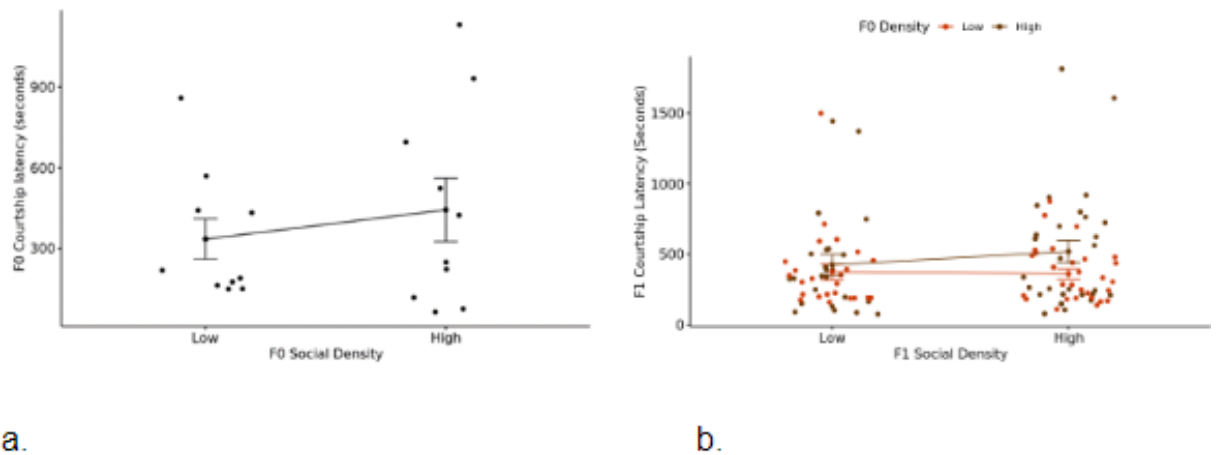 F0 Density Low High
F0 Courtship latency (seconds)
900
600
300
Low High
F0 Social Density
F1 Courtship Latency (Seconds)
1500
1000
500
0
Low High
F1 Social Density
a. b.